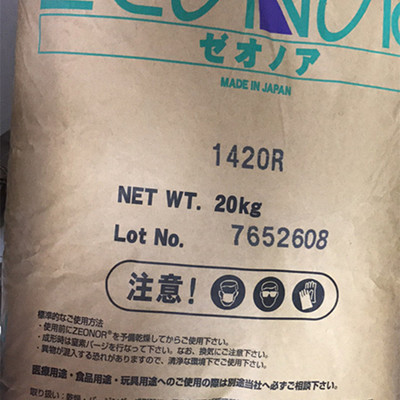 ZEONOR
ゼオノア
MADE IN JAPAN
1420R
NET WT. 20kg
Lot No. 7652608
注意!
標準的なご使用方法
・使用前にZEONOR®を予備乾燥してからご使用下さい。
・成形時は窒素パージを行なって下さい。なお、換気にご注意下さい。
・異物が混入する恐れがありますので、清浄な環境下でご使用下さい。
医療用途・食品用途・玩具用途へのご使用の際は別途当社へ必ずご相談下さい。